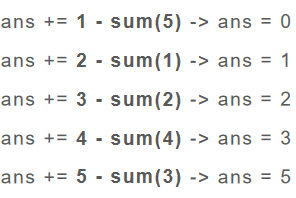 ans += 1 - sum(5) -> ans = 0
ans += 2 - sum(1) -> ans = 1
ans += 3 - sum(2) -> ans = 2
ans += 4 - sum(4) -> ans = 3
ans += 5 - sum(3) -> ans = 5